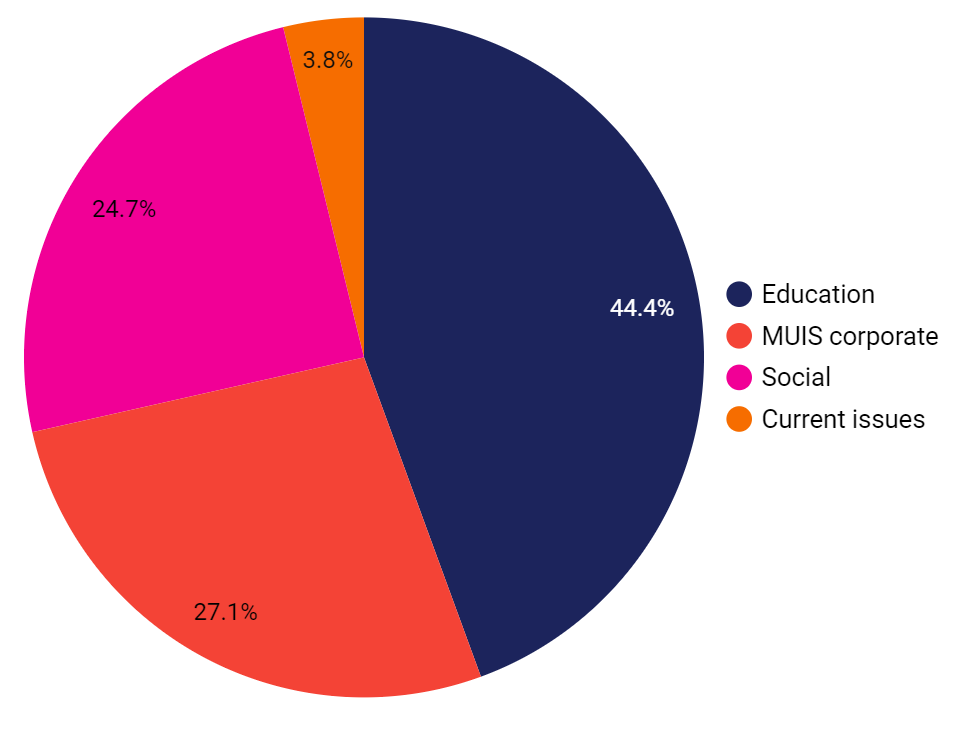 3.8%
24.7%
44.4%
27.1%
Education
MUIS corporate
Social
Current issues